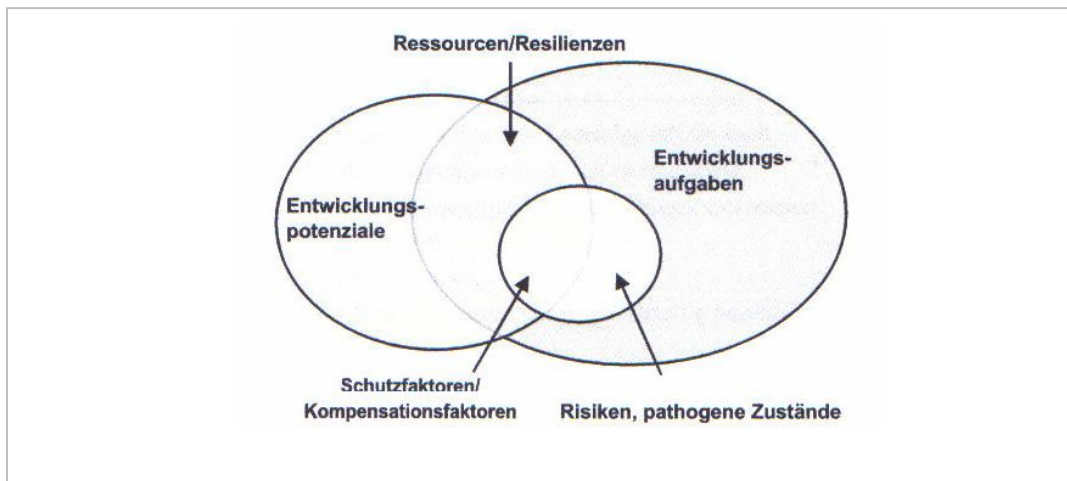 Ressourcen/Resilienzen
Entwicklungs-
aufgaben
Entwicklungs-
potenziale
Schutzfaktoren/
Kompensationsfaktoren
Risiken, pathogene Zustände